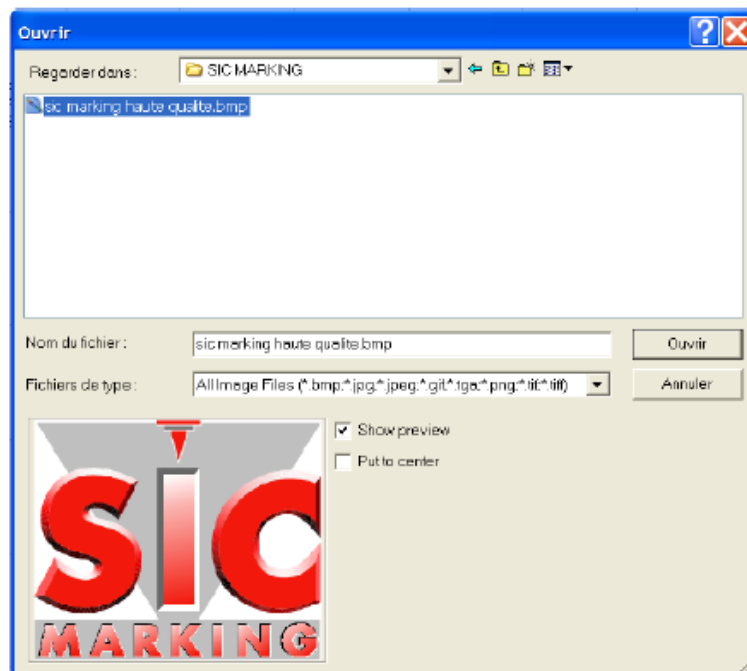 Ouvrir
Regarder dans :
SIC MARKING
sic marking haute qualite.bmp
Nom du fichier :
sic marking haute qualite.bmp
Ouvrir
Fichiers de type :
All Image Files (*.bmp;*.jpg;*.jpeg;*.gif;*.tga;*.png;*.tif;*.tiff)
Annuler
Show preview
Put to center
SIC
MARKING